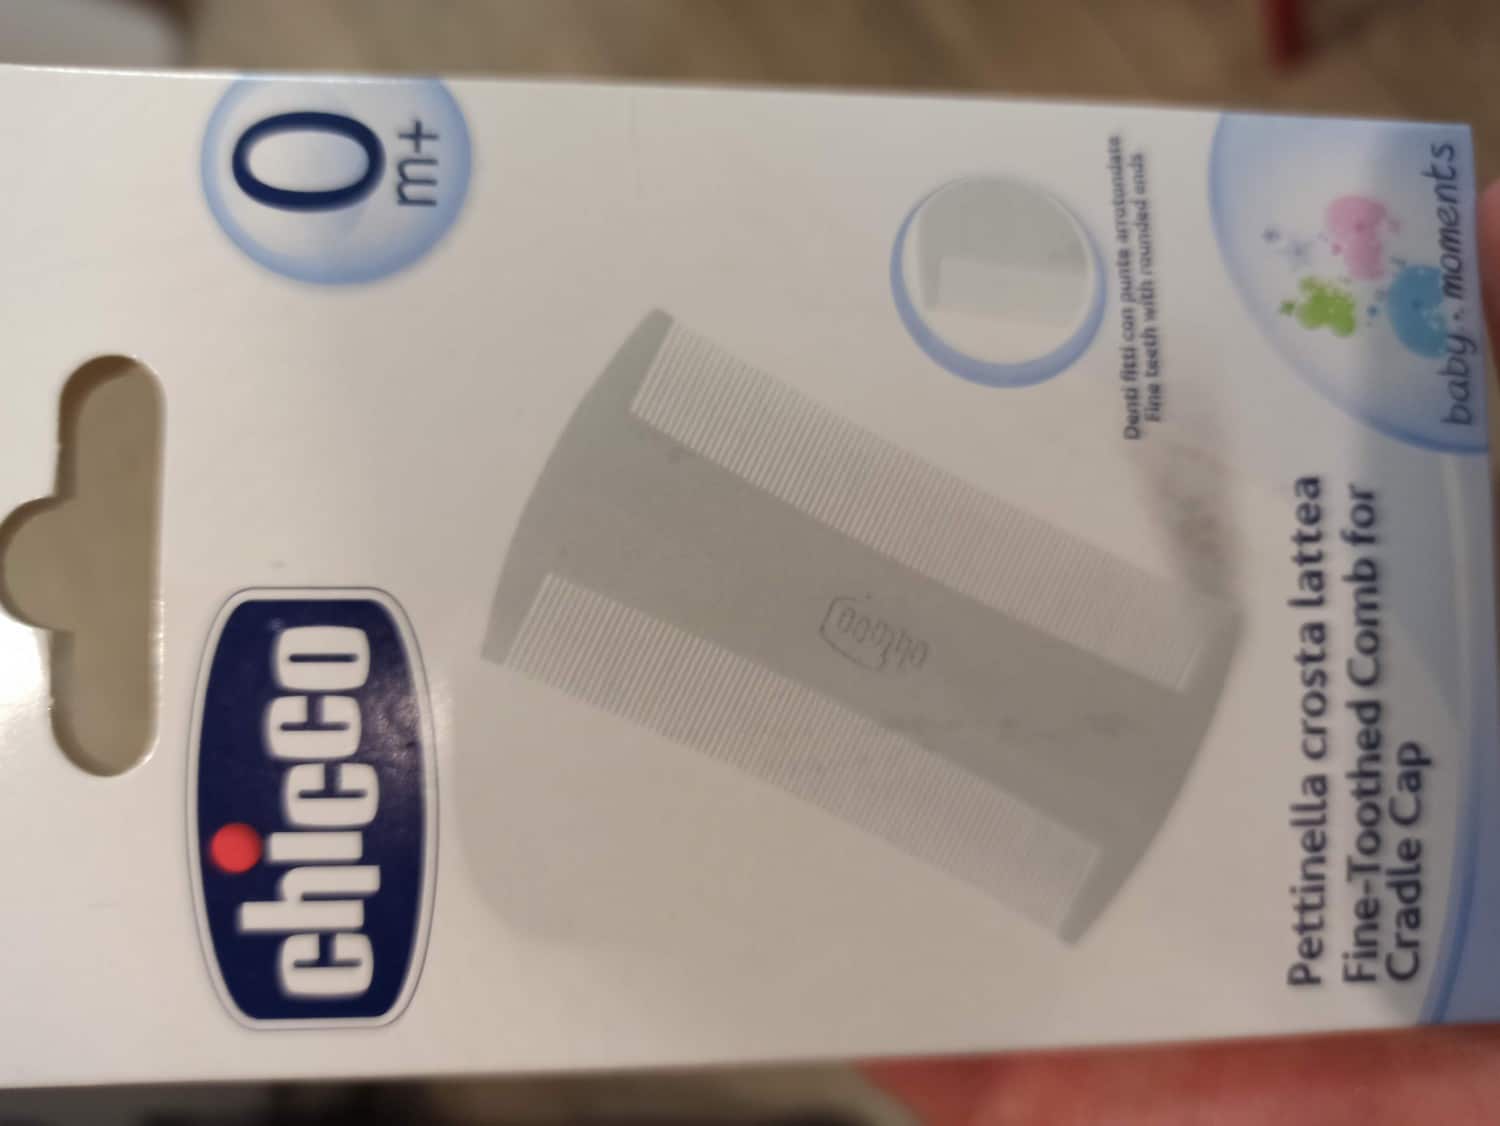 0
m+
chicco
chicco
Denti fitti con punte arrotondate
Fine teeth with rounded ends
Pettinella crosta lattea
Fine-Toothed Comb for
Cradle Cap
baby moments